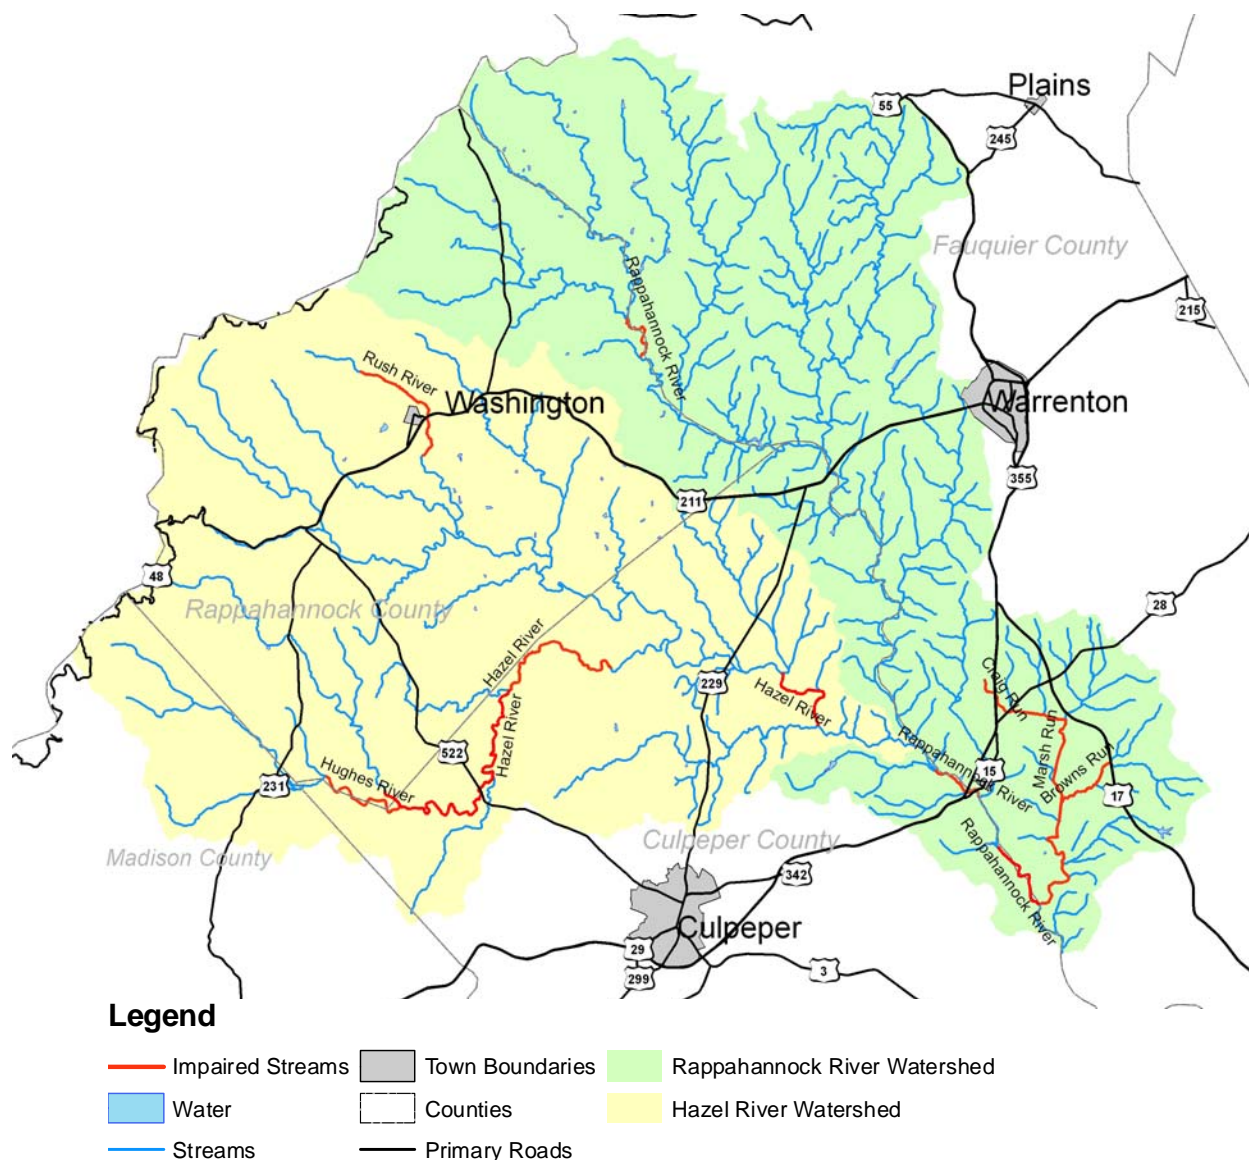 Plains
55
245
Fauquier County
215
Rappahannock River
Rush River
Washington
Warrenton
355
211
48
28
Rappahannock County
Hazel River
229
Hazel River
Craig Run
Hazel River
522
Marsh Run
Rappahannock River
15
Browns Run
Hughes River
231
17
Culpeper County
Madison County
Rappahannock River
342
Culpeper
29
299
3
Legend
Impaired Streams
Town Boundaries
Rappahannock River Watershed
Water
Counties
Hazel River Watershed
Streams
Primary Roads